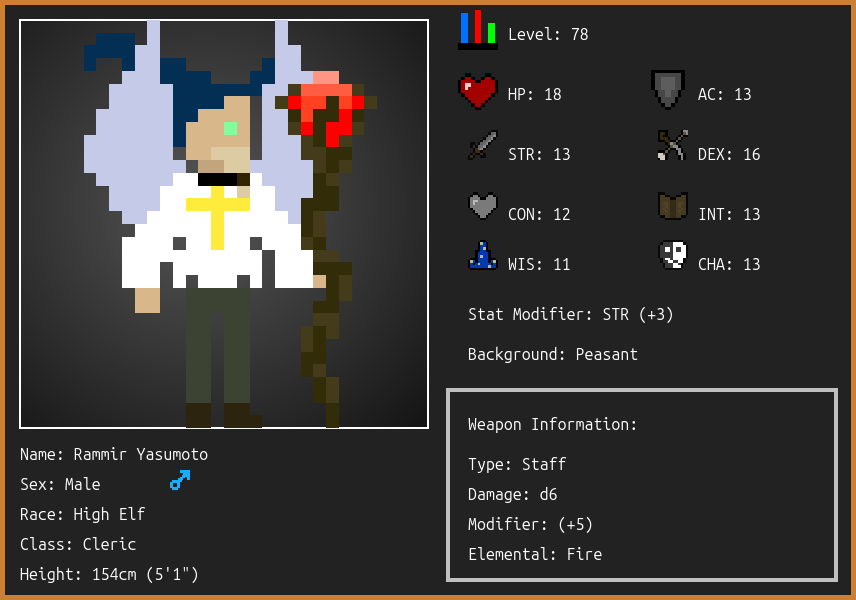 Level: 78
HP: 18
AC: 13
STR: 13
DEX: 16
CON: 12
INT: 13
WIS: 11
CHA: 13
Stat Modifier: STR (+3)
Background: Peasant
Weapon Information:
Type: Staff
Damage: d6
Modifier: (+5)
Elemental: Fire
Name: Rammir Yasumoto
Sex: Male
Race: High Elf
Class: Cleric
Height: 154cm (5'1")